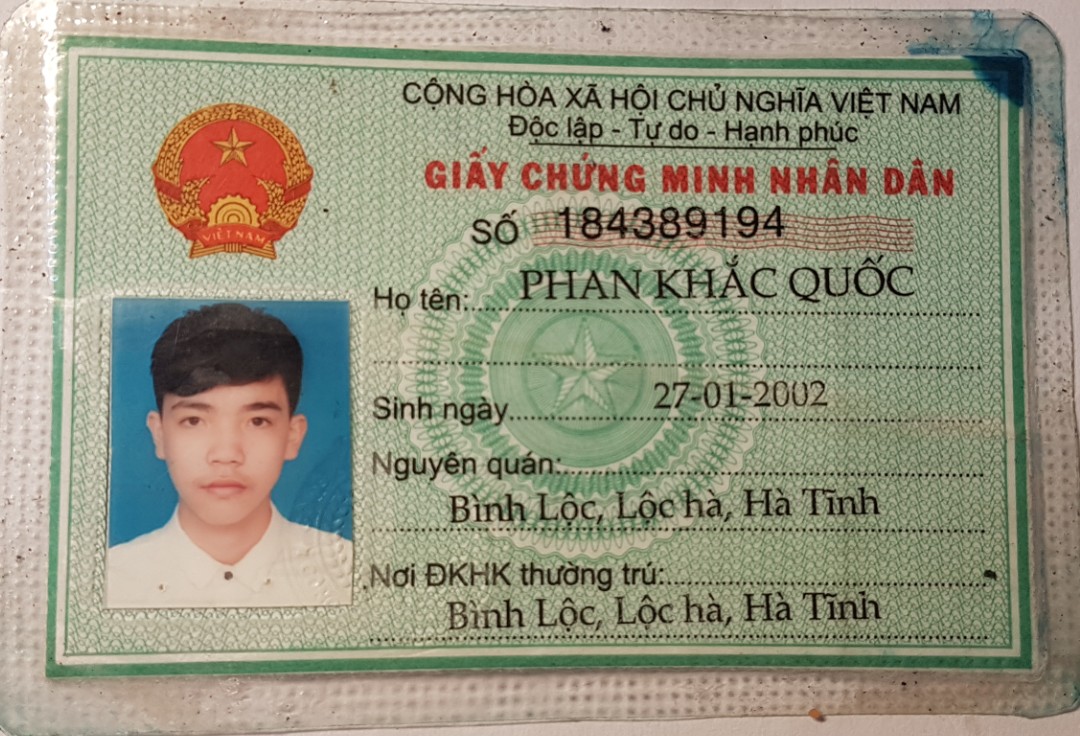 CỘNG HÒA XÃ HỘI CHỦ NGHĨA VIỆT NAM
Độc lập - Tự do - Hạnh phúc
GIẤY CHỨNG MINH NHÂN DÂN
VIỆT NAM
SỐ 184389194
Họ tên:.....PHAN KHẮC QUỐC
Sinh ngày.....27-01-2002
Nguyên quán:.....
Bình Lộc, Lộc hà, Hà Tĩnh
Nơi ĐKHK thường trú:.....
Bình Lộc, Lộc hà, Hà Tĩnh